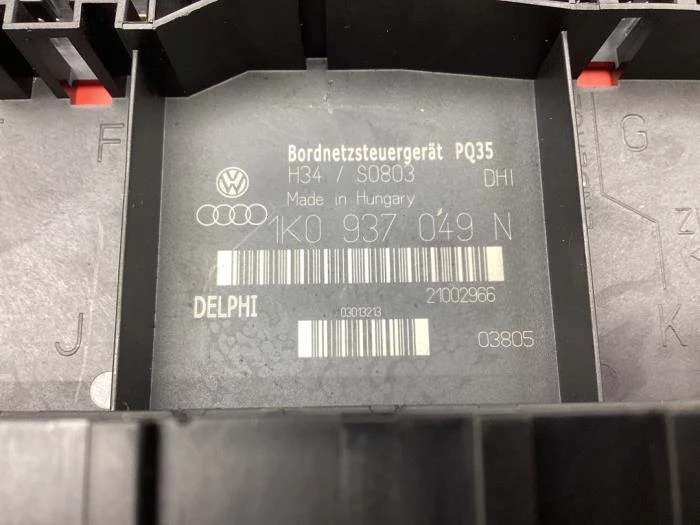 Bordnetzsteuergerät PQ35
F
H34 / S0803 DHI
G
Made in Hungary
1K0 937 049 N
21002966
DELPHI
03013213
J
03805
K
Z